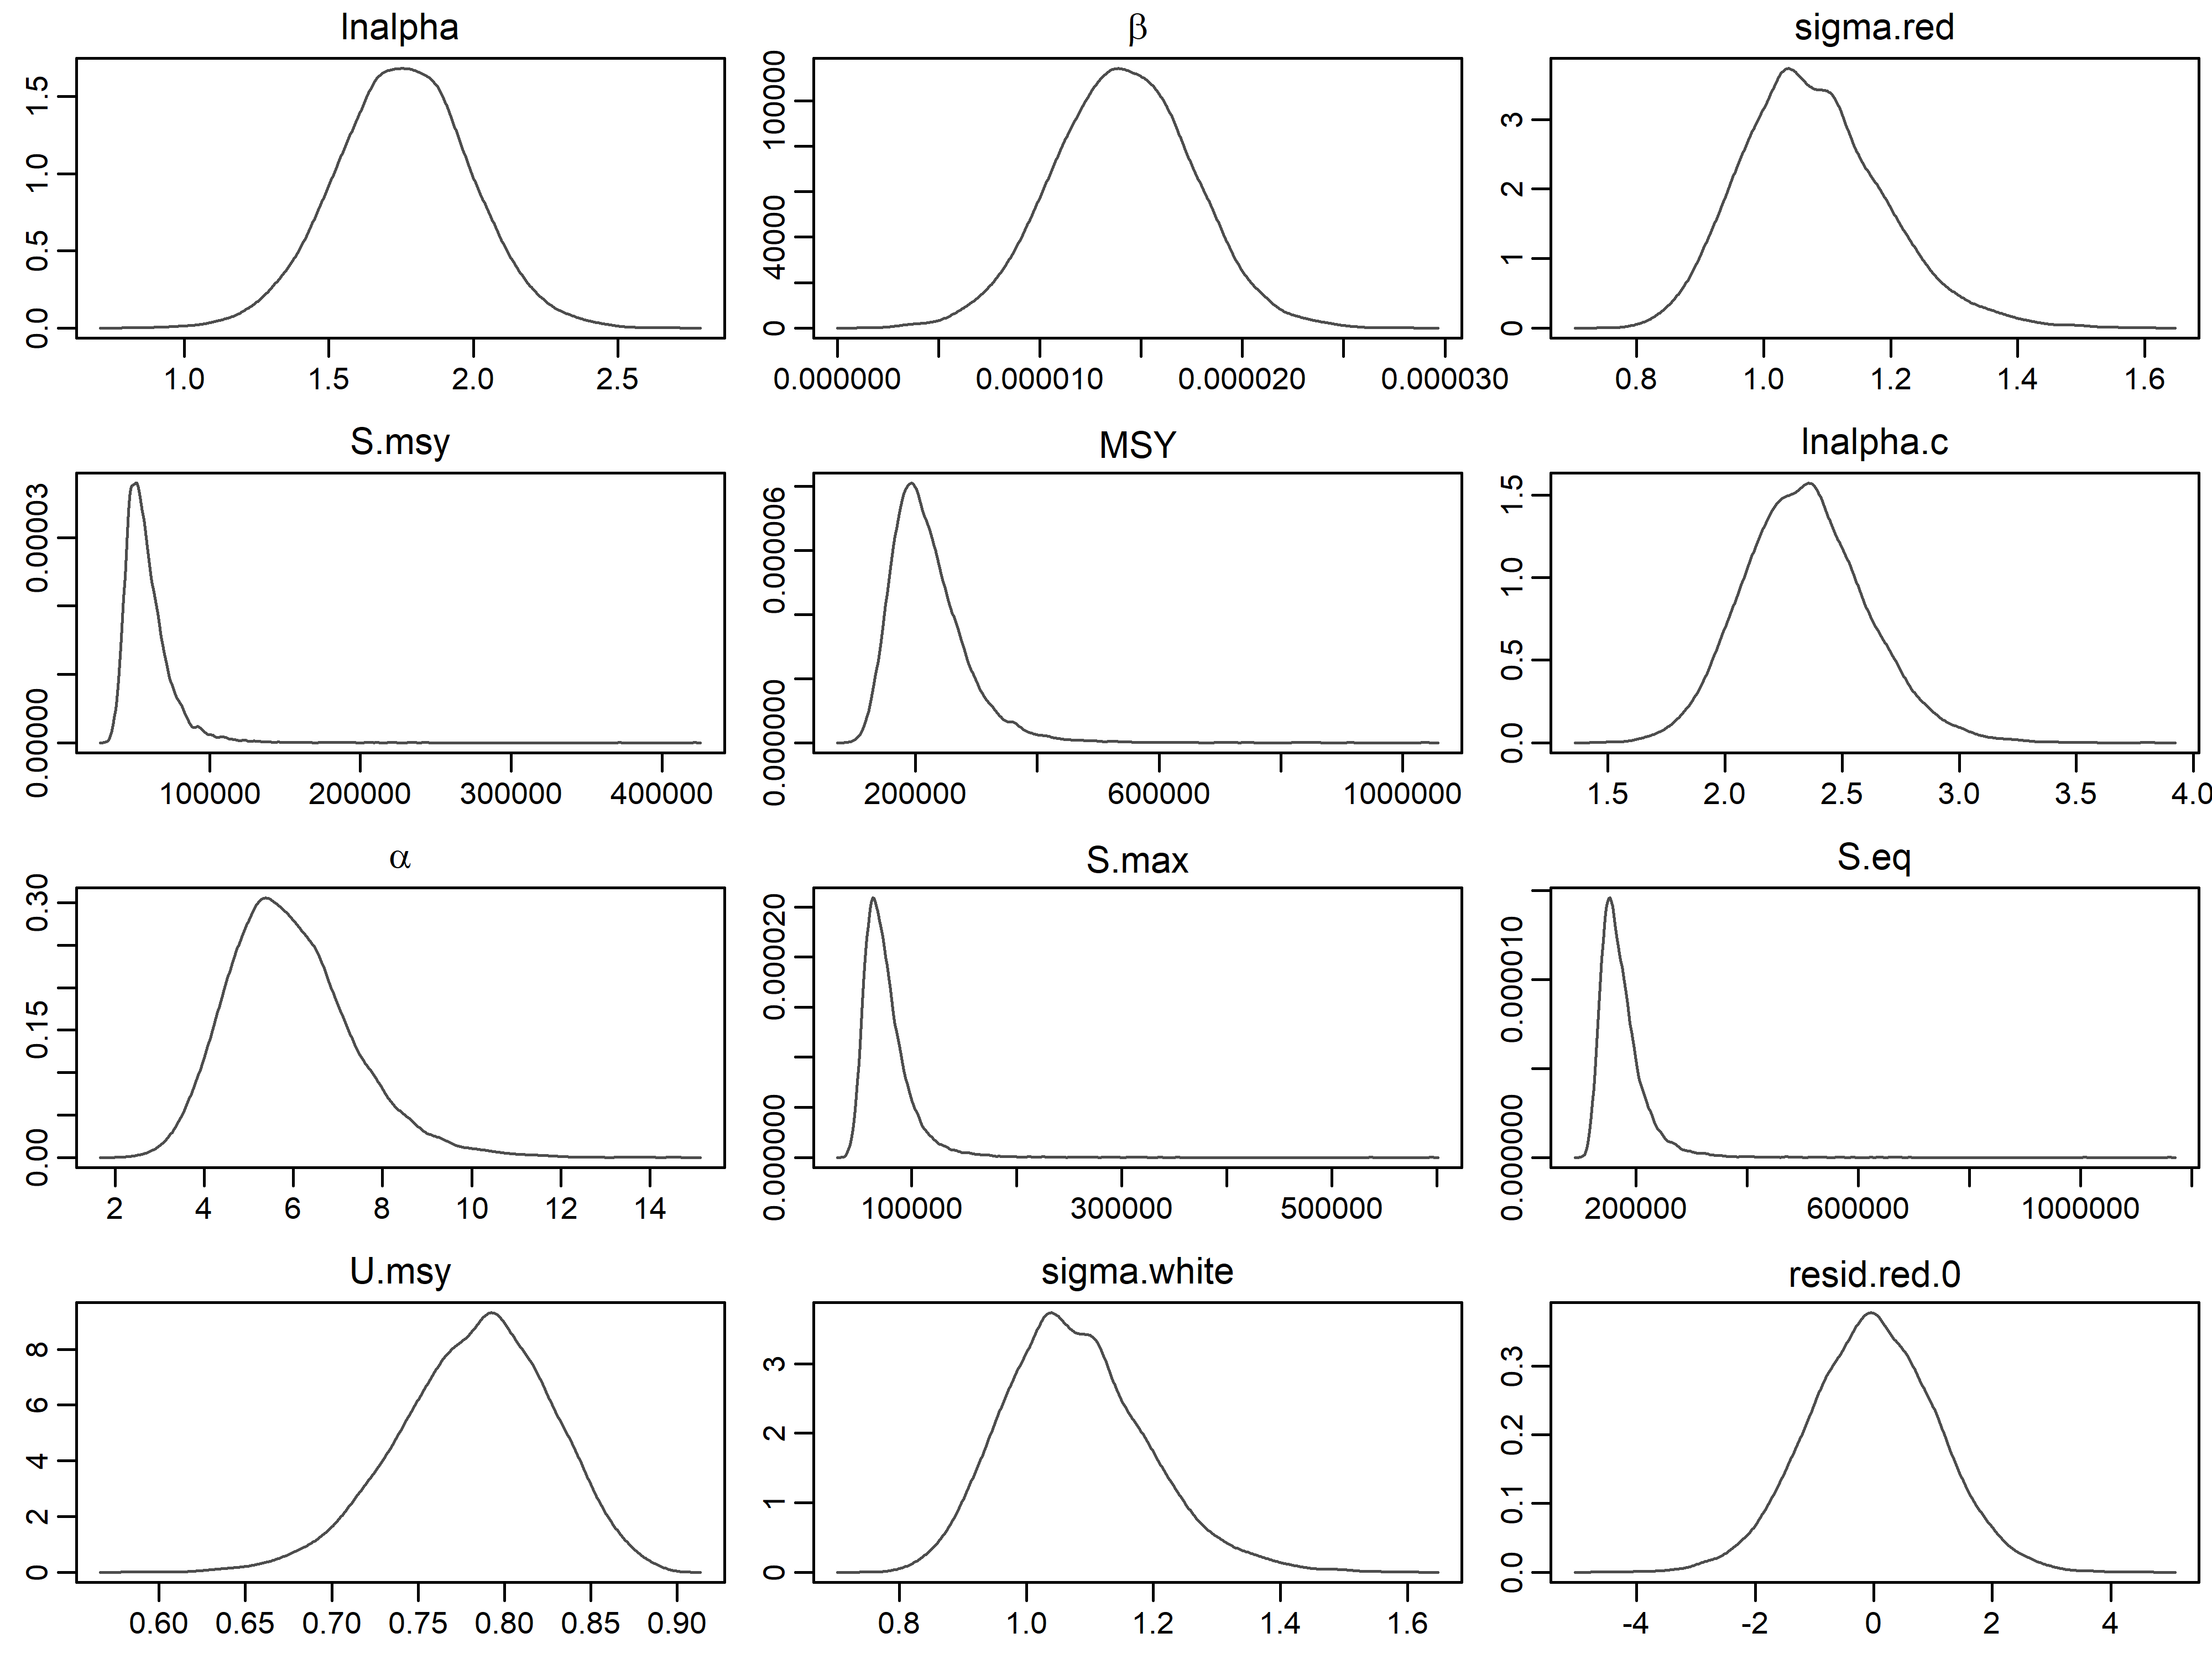 lnalpha
0.0 0.5 1.0 1.5
1.0 1.5 2.0 2.5
β
0 40000 100000
0.000000 0.000010 0.000020 0.000030
sigma.red
0 1 2 3
0.8 1.0 1.2 1.4 1.6
S.msy
0.00000 0.00003
100000 200000 300000 400000
MSY
0.000000 0.000006
200000 600000 1000000
lnalpha.c
0.0 0.5 1.0 1.5
1.5 2.0 2.5 3.0 3.5 4.0
α
0.00 0.15 0.30
2 4 6 8 10 12 14
S.max
0.000000 0.000020
100000 300000 500000
S.eq
0.000000 0.000010
200000 600000 1000000
U.msy
0 2 4 6 8
0.60 0.65 0.70 0.75 0.80 0.85 0.90
sigma.white
0 1 2 3
0.8 1.0 1.2 1.4 1.6
resid.red.0
0.0 0.1 0.2 0.3
-4 -2 0 2 4